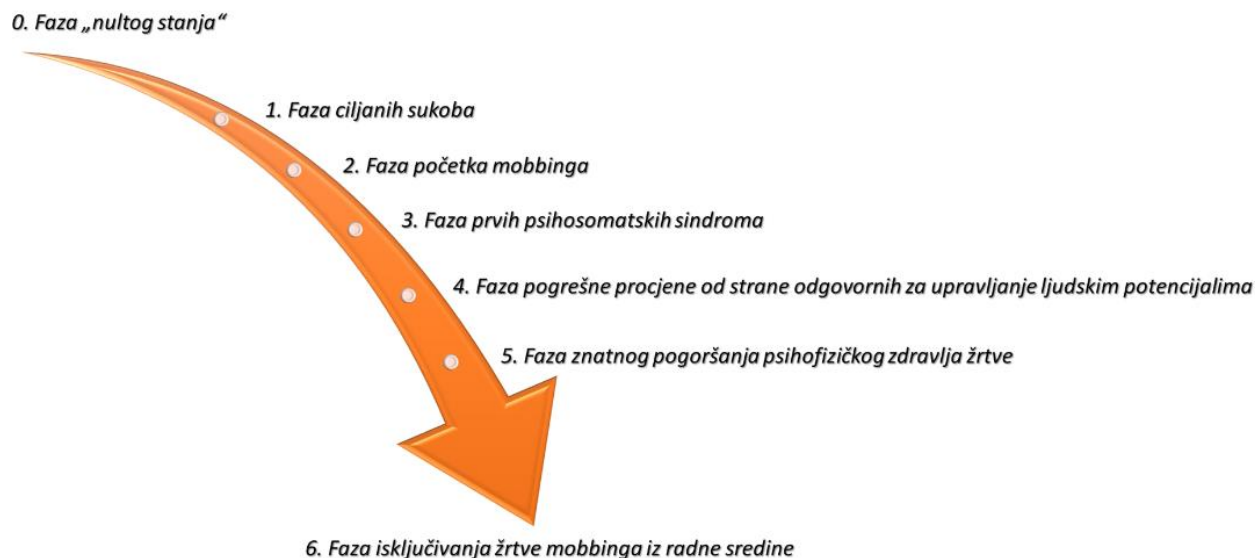 0. Faza „nultog stanja“
1. Faza ciljanih sukoba
2. Faza početka mobbinga
3. Faza prvih psihosomatskih sindroma
4. Faza pogrešne procjene od strane odgovornih za upravljanje ljudskim potencijalima
5. Faza znatnog pogoršanja psihofizičkog zdravlja žrtve
6. Faza isključivanja žrtve mobbinga iz radne sredine